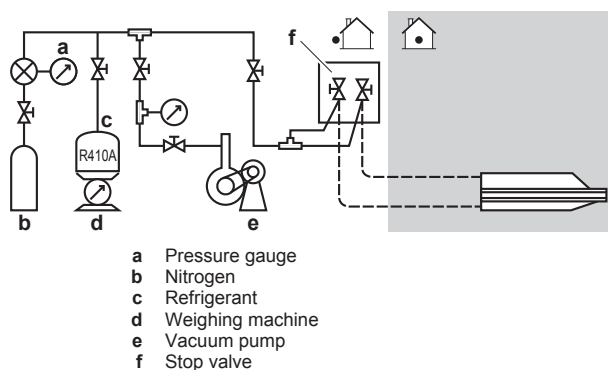 a
f
c
R410A
b
d
e
a Pressure gauge
b Nitrogen
c Refrigerant
d Weighing machine
e Vacuum pump
f Stop valve